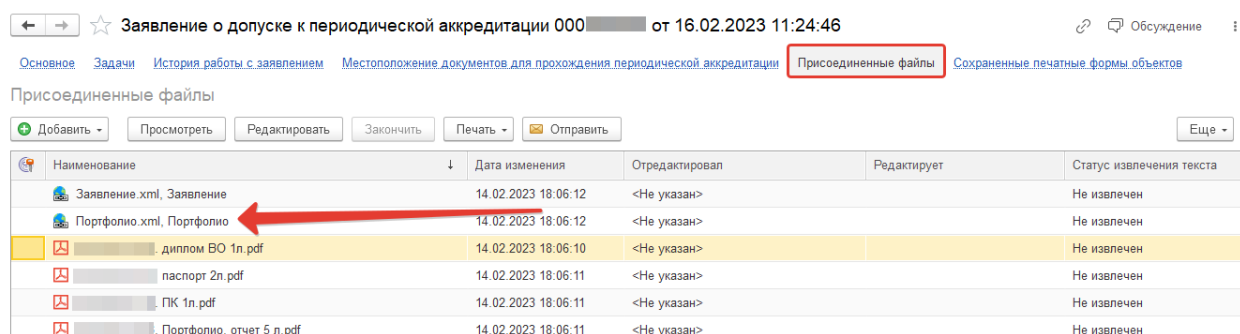 Заявление о допуске к периодической аккредитации 000 от 16.02.2023 11:24:46 Обсуждение
Основное Задачи История работы с заявлением Местоположение документов для прохождения периодической аккредитации Присоединенные файлы Сохраненные печатные формы объектов
Присоединенные файлы
Добавить Просмотреть Редактировать Закончить Печать Отправить Еще
Наименование ↓ Дата изменения Отредактировал Редактирует Статус извлечения текста
Заявление.xml, Заявление 14.02.2023 18:06:12 <Не указан> Не извлечен
Портфолио.xml, Портфолио 14.02.2023 18:06:12 <Не указан> Не извлечен
. диплом ВО 1л.pdf 14.02.2023 18:06:10 <Не указан> Не извлечен
паспорт 2л.pdf 14.02.2023 18:06:11 <Не указан> Не извлечен
. ПК 1л.pdf 14.02.2023 18:06:11 <Не указан> Не извлечен
. Портфолио, отчет 5 л.pdf 14.02.2023 18:06:11 <Не указан> Не извлечен